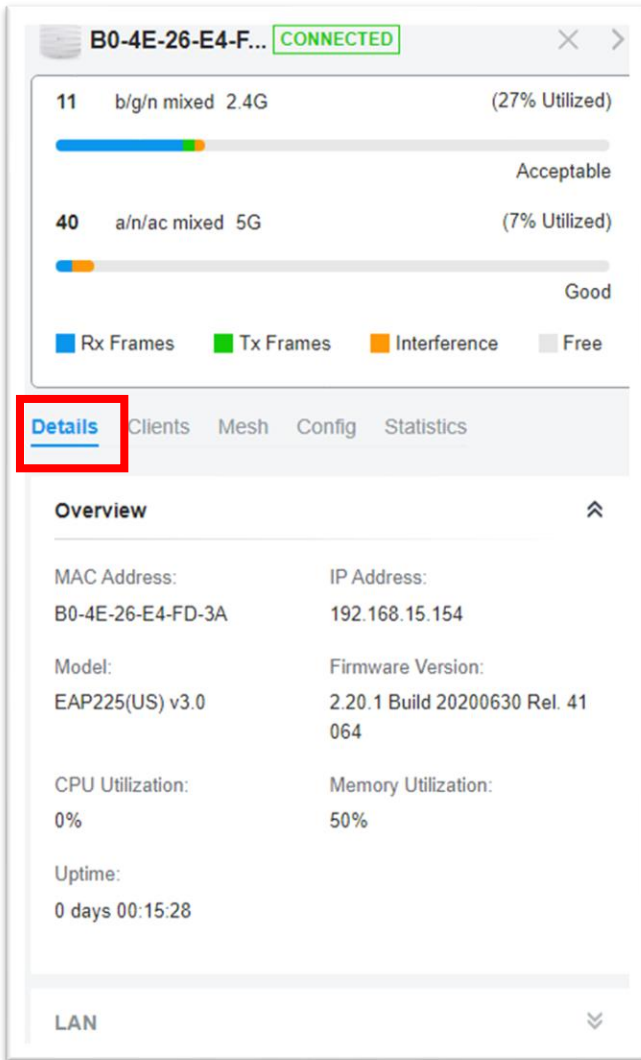 B0-4E-26-E4-F... CONNECTED
11 b/g/n mixed 2.4G (27% Utilized)
Acceptable
40 a/n/ac mixed 5G (7% Utilized)
Good
Rx Frames Tx Frames Interference Free
Details Clients Mesh Config Statistics
Overview
MAC Address: IP Address:
B0-4E-26-E4-FD-3A 192.168.15.154
Model: Firmware Version:
EAP225(US) v3.0 2.20.1 Build 20200630 Rel. 41
064
CPU Utilization: Memory Utilization:
0% 50%
Uptime:
0 days 00:15:28
LAN